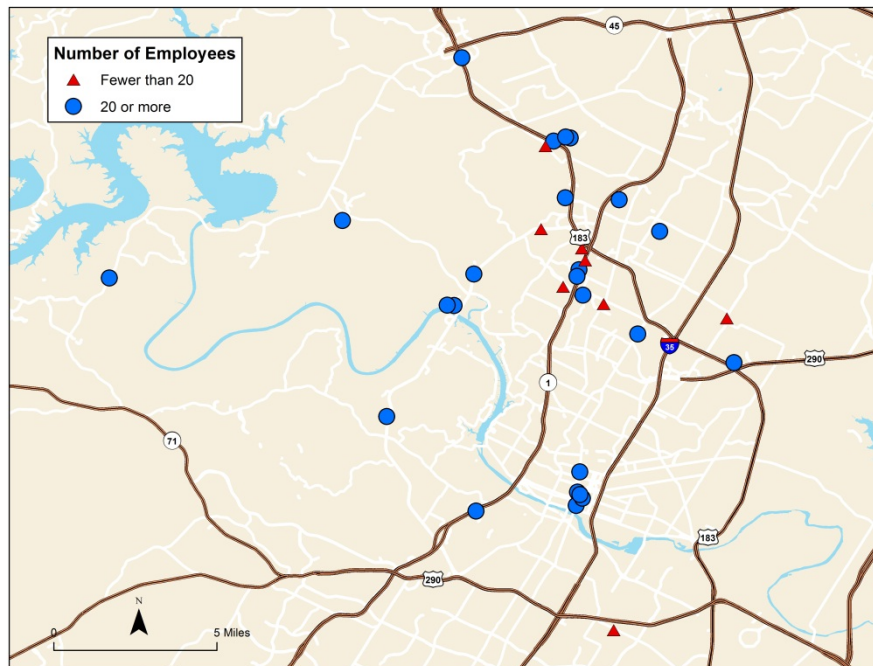 45
Number of Employees
Fewer than 20
20 or more
183
35
290
1
71
183
290
N
0
5 Miles